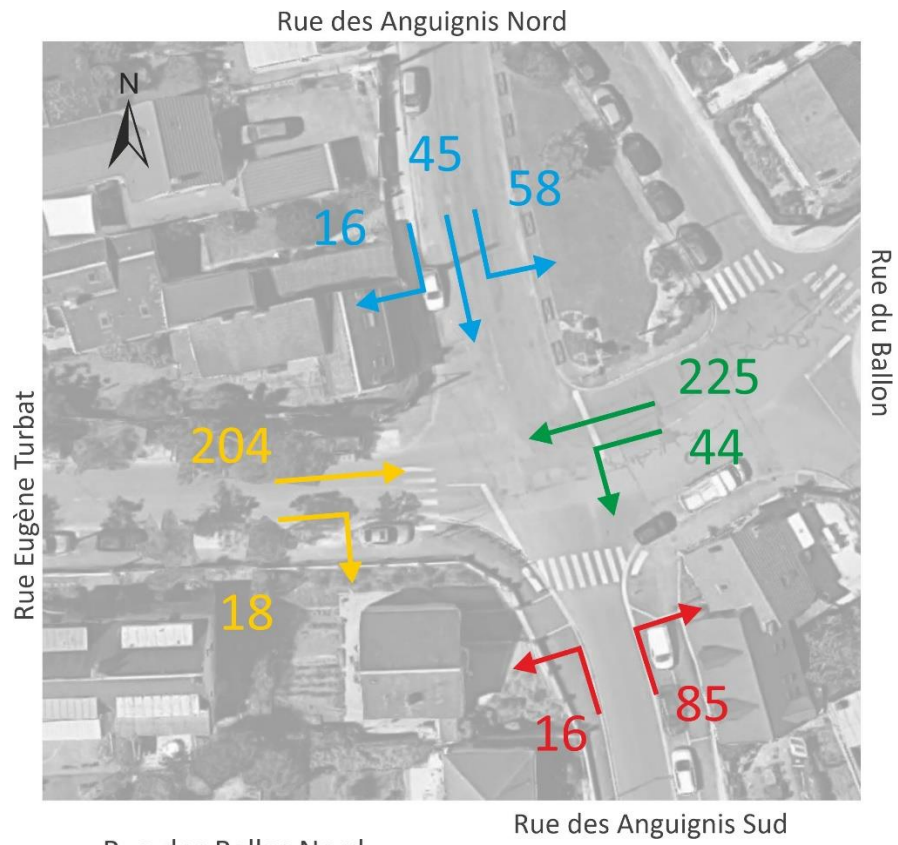 Rue des Anguignis Nord
N
45
58
16
Rue du Ballon
225
44
Rue Eugène Turbat
204
18
85
16
Rue des Anguignis Sud